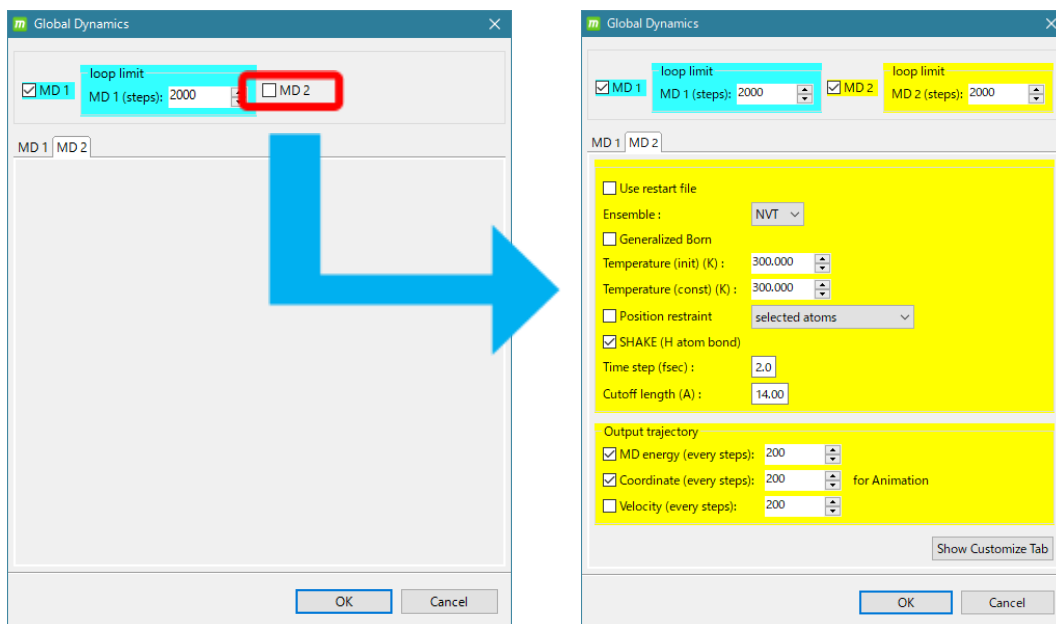 m Global Dynamics
loop limit
MD 1
MD 1 (steps): 2000
MD 2
MD 1 MD 2
OK Cancel
m Global Dynamics
loop limit loop limit
MD 1
MD 1 (steps): 2000
MD 2
MD 2 (steps): 2000
MD 1 MD 2
Use restart file
Ensemble : NVT
Generalized Born
Temperature (init) (K) : 300.000
Temperature (const) (K) : 300.000
Position restraint selected atoms
SHAKE (H atom bond)
Time step (fsec) : 2.0
Cutoff length (A) : 14.00
Output trajectory
MD energy (every steps): 200
Coordinate (every steps): 200 for Animation
Velocity (every steps): 200
Show Customize Tab
OK Cancel